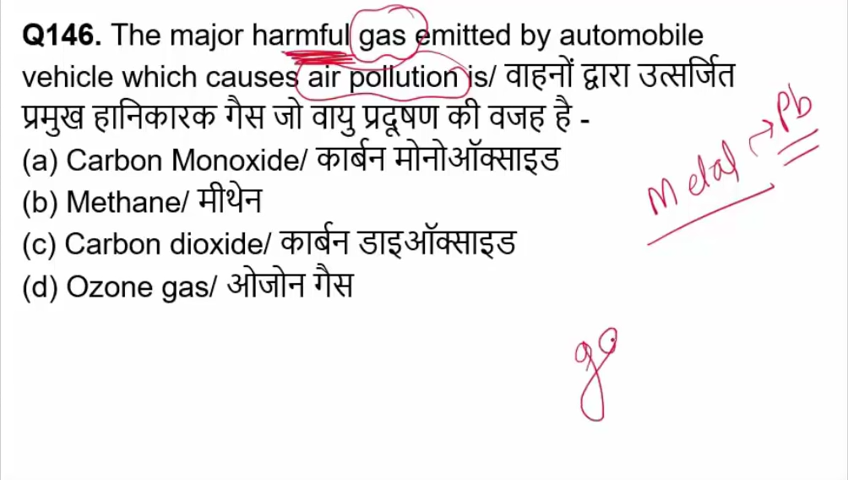 Q146. The major harmful gas emitted by automobile
vehicle which causes air pollution is/ वाहनों द्वारा उत्सर्जित
प्रमुख हानिकारक गैस जो वायु प्रदूषण की वजह है -
(a) Carbon Monoxide/ कार्बन मोनोऑक्साइड
(b) Methane/ मीथेन
(c) Carbon dioxide/ कार्बन डाइऑक्साइड
(d) Ozone gas/ ओजोन गैस
Metal → Pb